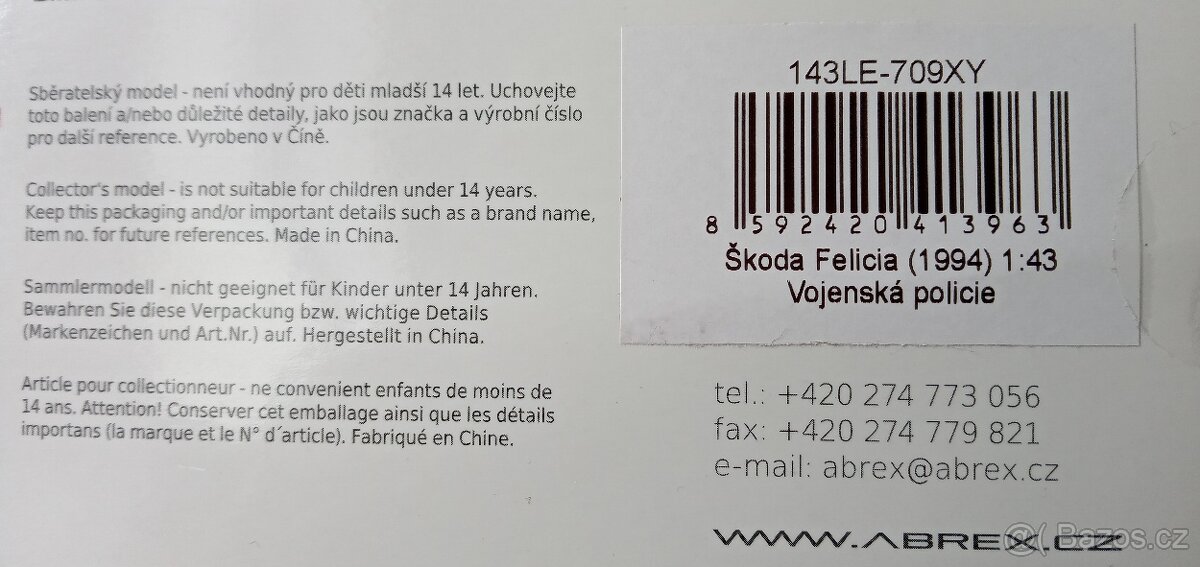 Sběratelský model - není vhodný pro děti mladší 14 let. Uchovejte
toto balení a/nebo důležité detaily, jako jsou značka a výrobní číslo
pro další reference. Vyrobeno v Číně.
Collector's model - is not suitable for children under 14 years.
Keep this packaging and/or important details such as a brand name,
item no. for future references. Made in China.
Sammlermodell - nicht geeignet für Kinder unter 14 Jahren.
Bewahren Sie diese Verpackung bzw. wichtige Details
(Markenzeichen und Art.Nr.) auf. Hergestellt in China.
Article pour collectionneur - ne convenient enfants de moins de
14 ans. Attention! Conserver cet emballage ainsi que les détails
importans (la marque et le N° d´article). Fabriqué en Chine.
143LE-709XY
8 592420 413963
Škoda Felicia (1994) 1:43
Vojenská policie
tel.: +420 274 773 056
fax: +420 274 779 821
e-mail: abrex@abrex.cz
WWW.ABREX.CZ
Bazos.cz